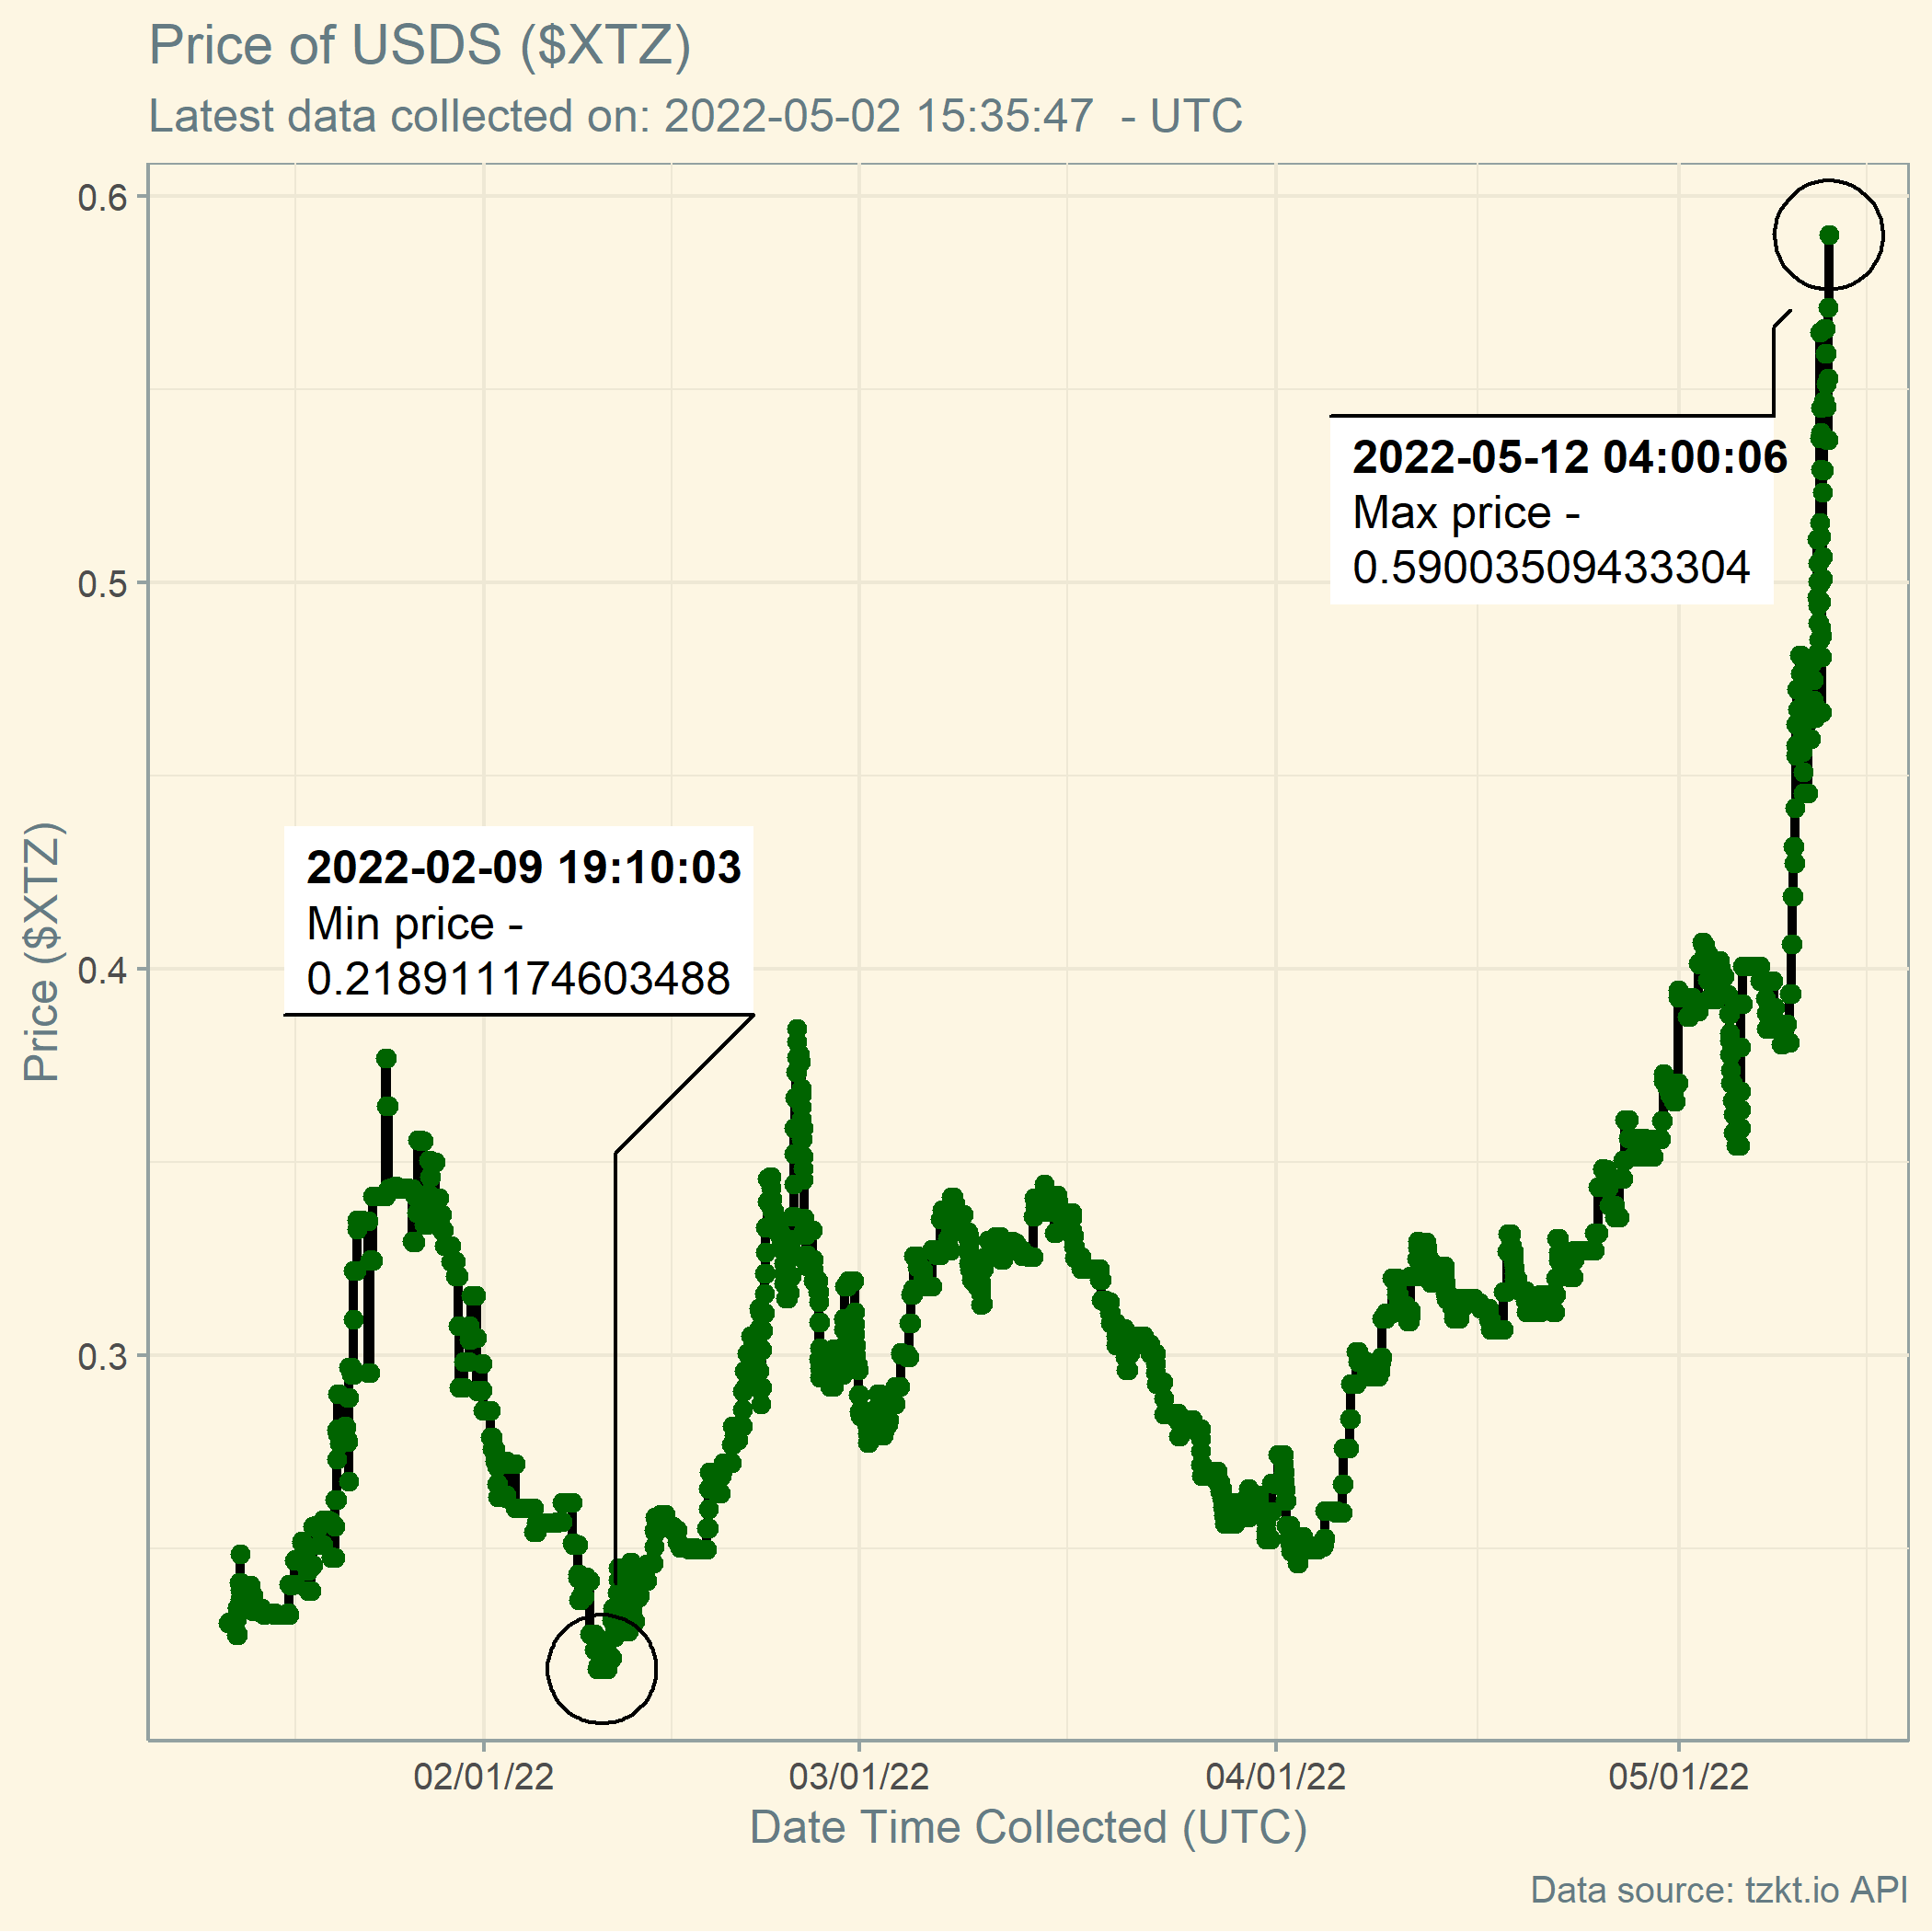 Price of USDS ($XTZ)
Latest data collected on: 2022-05-02 15:35:47  - UTC
0.6
0.5
0.4
0.3
Price ($XTZ)
2022-05-12 04:00:06
Max price -
0.59003509433304
2022-02-09 19:10:03
Min price -
0.218911174603488
02/01/22
03/01/22
04/01/22
05/01/22
Date Time Collected (UTC)
Data source: tzkt.io API